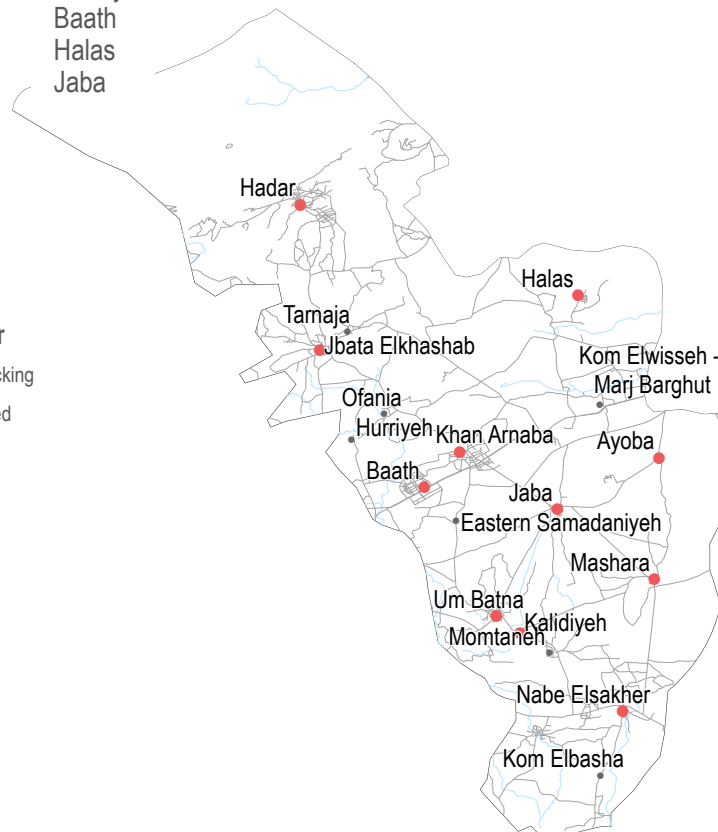 Baath
Halas
Jaba
Hadar
Halas
Tarnaja
Jbata Elkhashab
Kom Elwisseh -
Marj Barghut
Ofania
Hurriyeh
Khan Arnaba
Ayoba
Baath
Jaba
Eastern Samadaniyeh
Mashara
Um Batna
Kalidiyeh
Momtaneh
Nabe Elsakher
Kom Elbasha